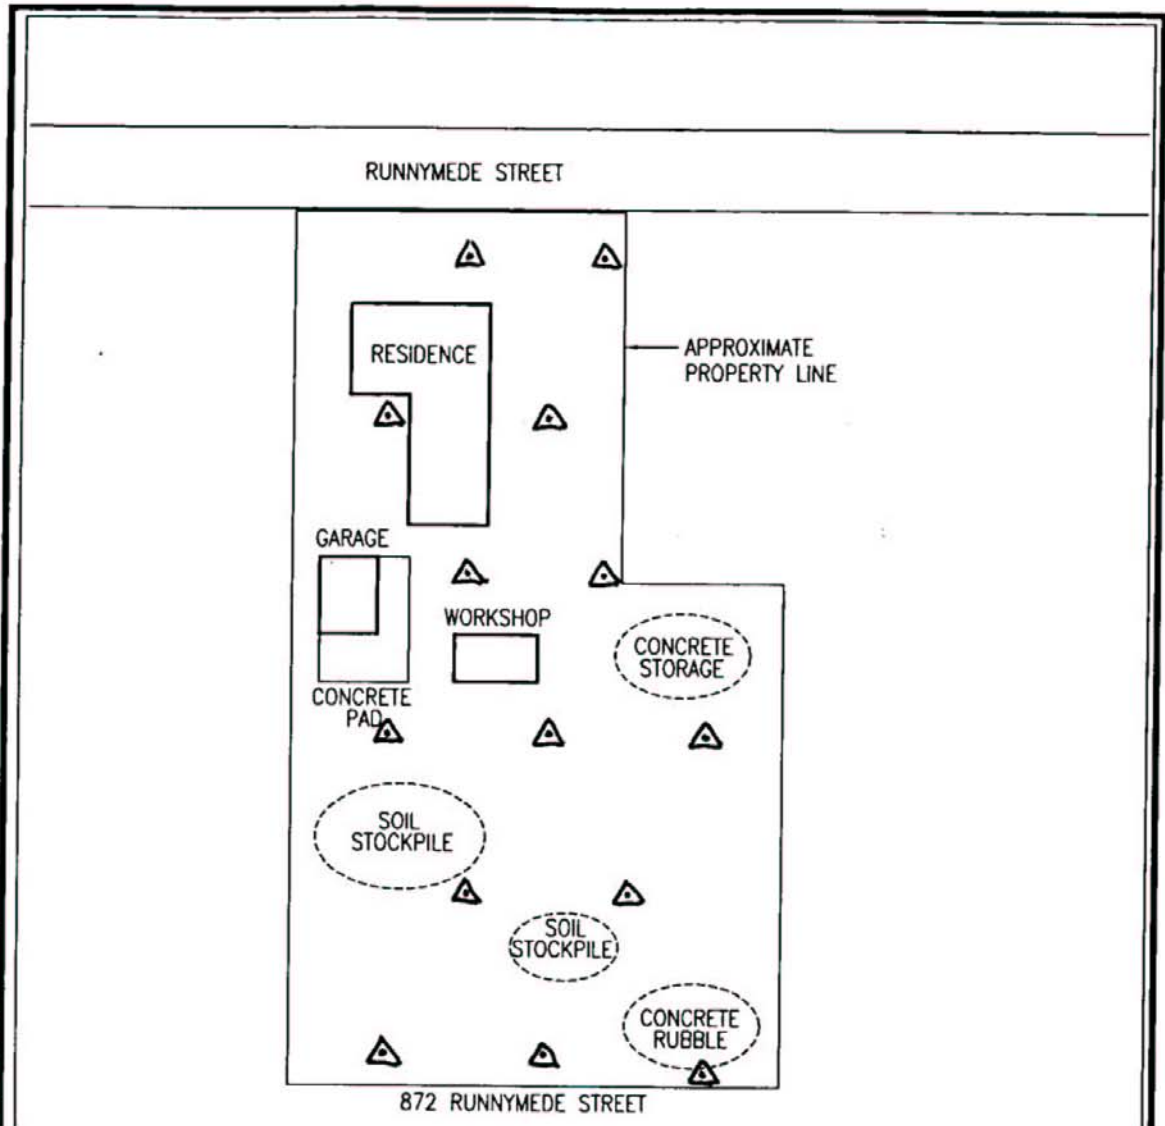 RUNNYMEDE STREET
RESIDENCE
APPROXIMATE
PROPERTY LINE
GARAGE
WORKSHOP
CONCRETE
STORAGE
CONCRETE
PAD
SOIL
STOCKPILE
SOIL
STOCKPILE
CONCRETE
RUBBLE
872 RUNNYMEDE STREET